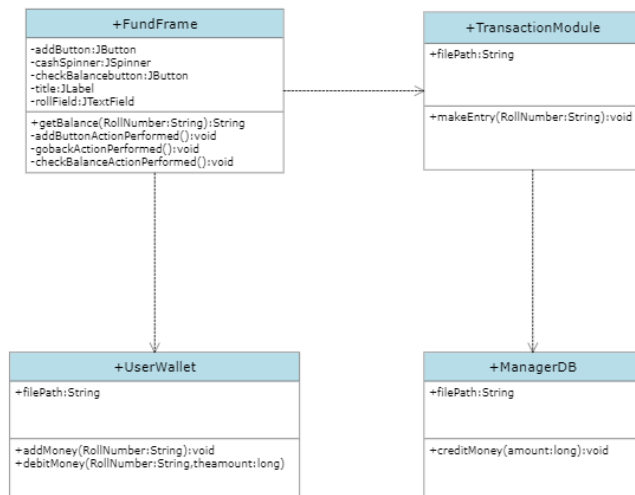 +FundFrame
-addButton:JButton
-cashSpinner:JSpinner
-checkBalancebutton:JButton
-title:JLabel
-rollField:JTextField
+getBalance(RollNumber:String):String
-addButtonActionPerformed():void
-gobackActionPerformed():void
-checkBalanceActionPerformed():void
+TransactionModule
+filePath:String
+makeEntry(RollNumber:String):void
+UserWallet
+filePath:String
+addMoney(RollNumber:String):void
+debitMoney(RollNumber:String,theamount:long)
+ManagerDB
+filePath:String
+creditMoney(amount:long):void